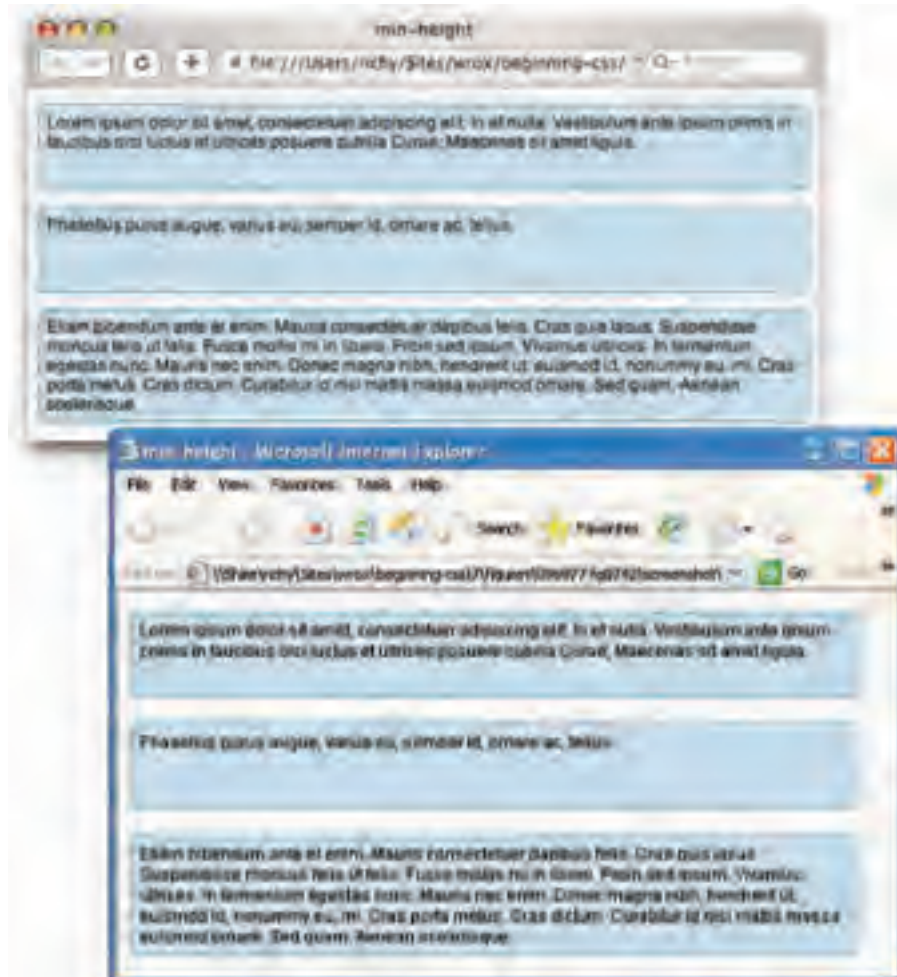 min-height
file:///Users/richy/Sites/wrox/beginning-css/
Lorem ipsum dolor sit amet, consectetuer adipiscing elit. In et nulla. Vestibulum ante ipsum primis in
faucibus orci luctus et ultrices posuere cubilia Curae; Maecenas sit amet ligula.
Phasellus purus augue, varius eu, semper id, ornare ac, tellus.
Etiam bibendum ante et enim. Mauris consectetuer dapibus felis. Cras quis lacus. Suspendisse
rhoncus felis ut felis. Fusce mollis mi in libero. Proin sed ipsum. Vivamus ultrices. In fermentum
egestas nunc. Mauris nec enim. Donec magna nibh, hendrerit ut, euismod id, nonummy eu, mi. Cras
porta metus. Cras dictum. Curabitur id nisi mattis massa euismod ornare. Sed quam. Aenean
scelerisque.
min-height - Microsoft Internet Explorer
File Edit View Favorites Tools Help
Search Favorites
Go
Lorem ipsum dolor sit amet, consectetuer adipiscing elit. In et nulla. Vestibulum ante ipsum
primis in faucibus orci luctus et ultrices posuere cubilia Curae; Maecenas sit amet ligula.
Phasellus purus augue, varius eu, semper id, ornare ac, tellus.
Etiam bibendum ante et enim. Mauris consectetuer dapibus felis. Cras quis lacus.
Suspendisse rhoncus felis ut felis. Fusce mollis mi in libero. Proin sed ipsum. Vivamus
ultrices. In fermentum egestas nunc. Mauris nec enim. Donec magna nibh, hendrerit ut,
euismod id, nonummy eu, mi. Cras porta metus. Cras dictum. Curabitur id nisi mattis massa
euismod ornare. Sed quam. Aenean scelerisque.